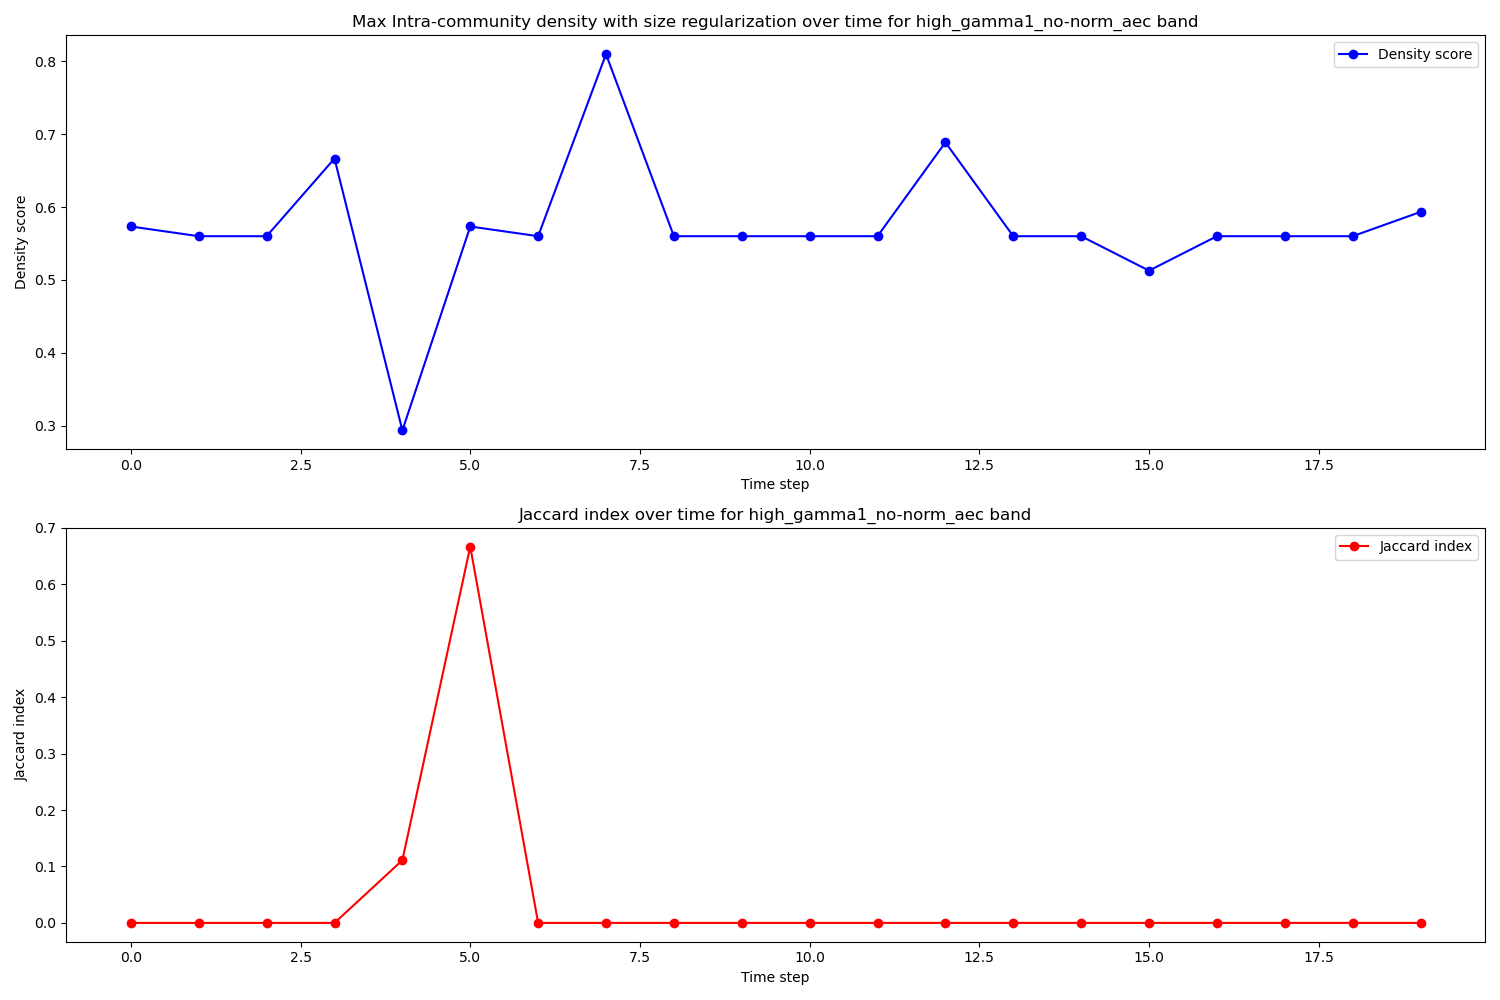 Max Intra-community density with size regularization over time for high_gamma1_no-norm_aec band
Density score
0.8
0.7
0.6
0.5
0.4
0.3
Density score
0.0 2.5 5.0 7.5 10.0 12.5 15.0 17.5
Time step
Jaccard index over time for high_gamma1_no-norm_aec band
Jaccard index
0.7
0.6
0.5
0.4
0.3
0.2
0.1
0.0
Jaccard index
0.0 2.5 5.0 7.5 10.0 12.5 15.0 17.5
Time step